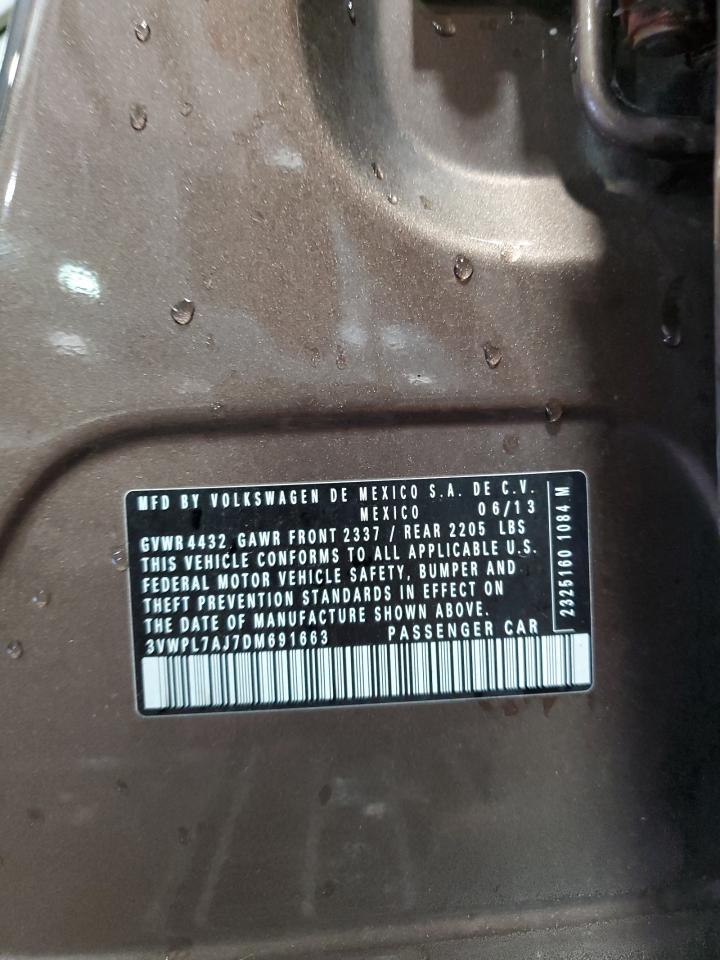 MFD BY VOLKSWAGEN DE MEXICO S.A. DE C.V.
MEXICO 06/13
GVWR 4432 GAWR FRONT 2337 / REAR 2205 LBS
THIS VEHICLE CONFORMS TO ALL APPLICABLE U.S.
FEDERAL MOTOR VEHICLE SAFETY, BUMPER AND
THEFT PREVENTION STANDARDS IN EFFECT ON
THE DATE OF MANUFACTURE SHOWN ABOVE.
3VWPL7AJ7DM691663 PASSENGER CAR
2325160 1084 M